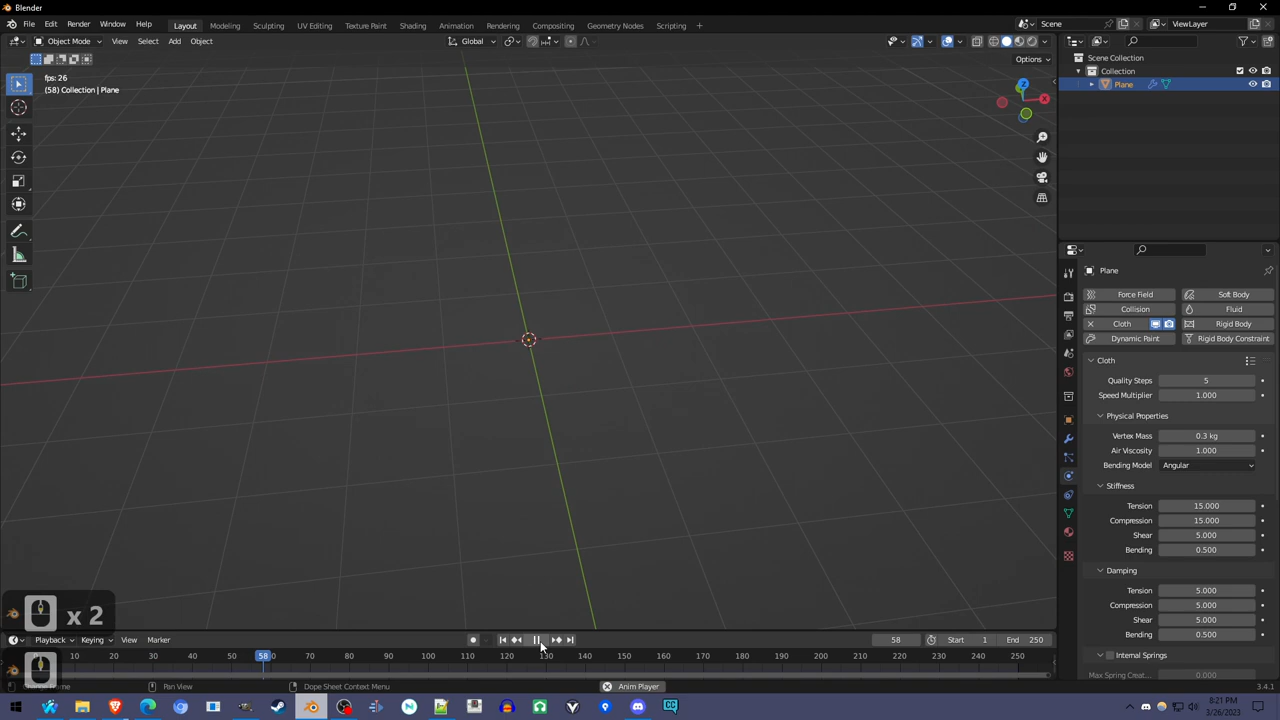 Blender
File Edit Render Window Help Layout Modeling Sculpting UV Editing Texture Paint Shading Animation Rendering Compositing Geometry Nodes Scripting + Scene ViewLayer
Object Mode View Select Add Object Global
Options
fps: 26
(58) Collection | Plane
Z
X
Scene Collection
Collection
Plane
Plane
Force Field Soft Body
Collision Fluid
Cloth Rigid Body
Dynamic Paint Rigid Body Constraint
Cloth
Quality Steps 5
Speed Multiplier 1.000
Physical Properties
Vertex Mass 0.3 kg
Air Viscosity 1.000
Bending Model Angular
Stiffness
Tension 15.000
Compression 15.000
Shear 5.000
Bending 0.500
Damping
Tension 5.000
Compression 5.000
Shear 5.000
Bending 0.500
Internal Springs
Max Spring Creat... 0.000
x 2
Playback Keying View Marker 58 Start 1 End 250
10 20 30 40 50 58 70 80 90 100 110 120 130 140 150 160 170 180 190 200 210 220 230 240 250
Pan View Dope Sheet Context Menu Anim Player 3.4.1
8:21 PM
3/26/2023